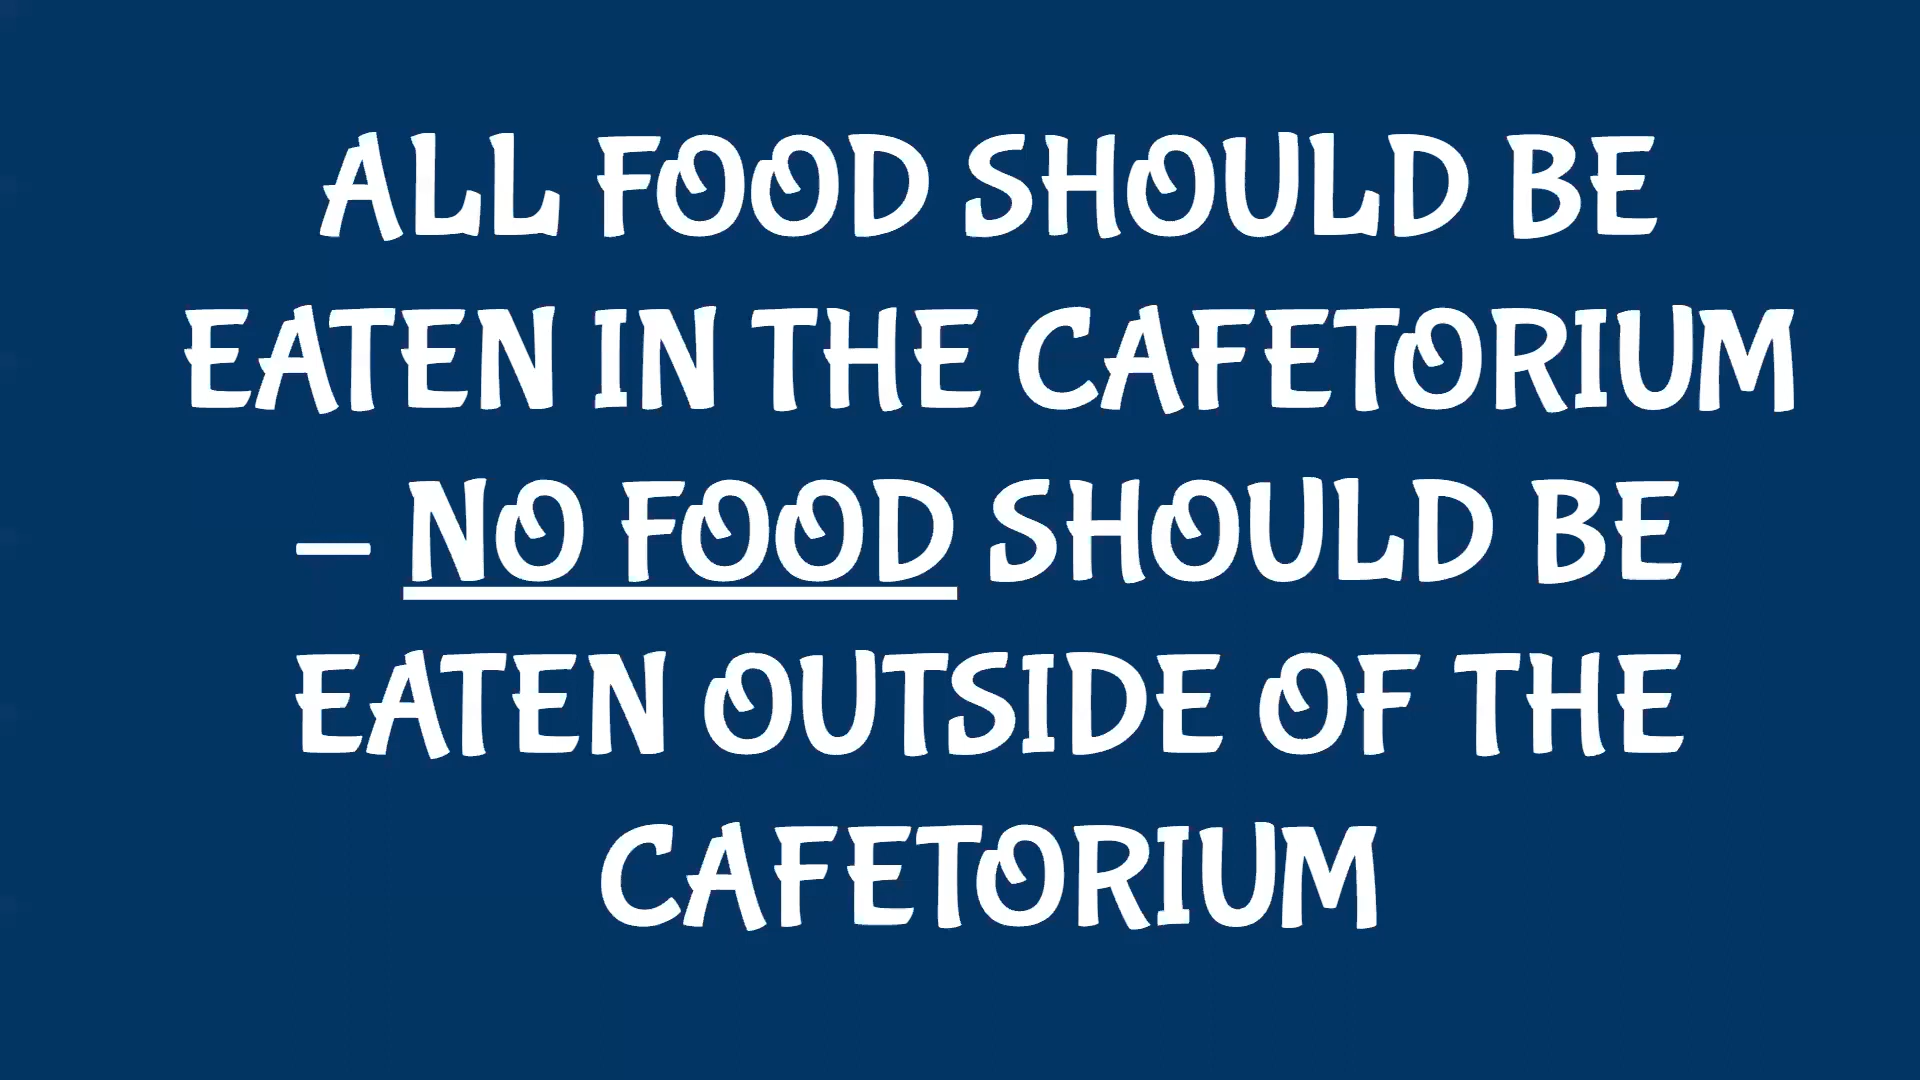 ALL FOOD SHOULD BE
EATEN IN THE CAFETORIUM
– NO FOOD SHOULD BE
EATEN OUTSIDE OF THE
CAFETORIUM